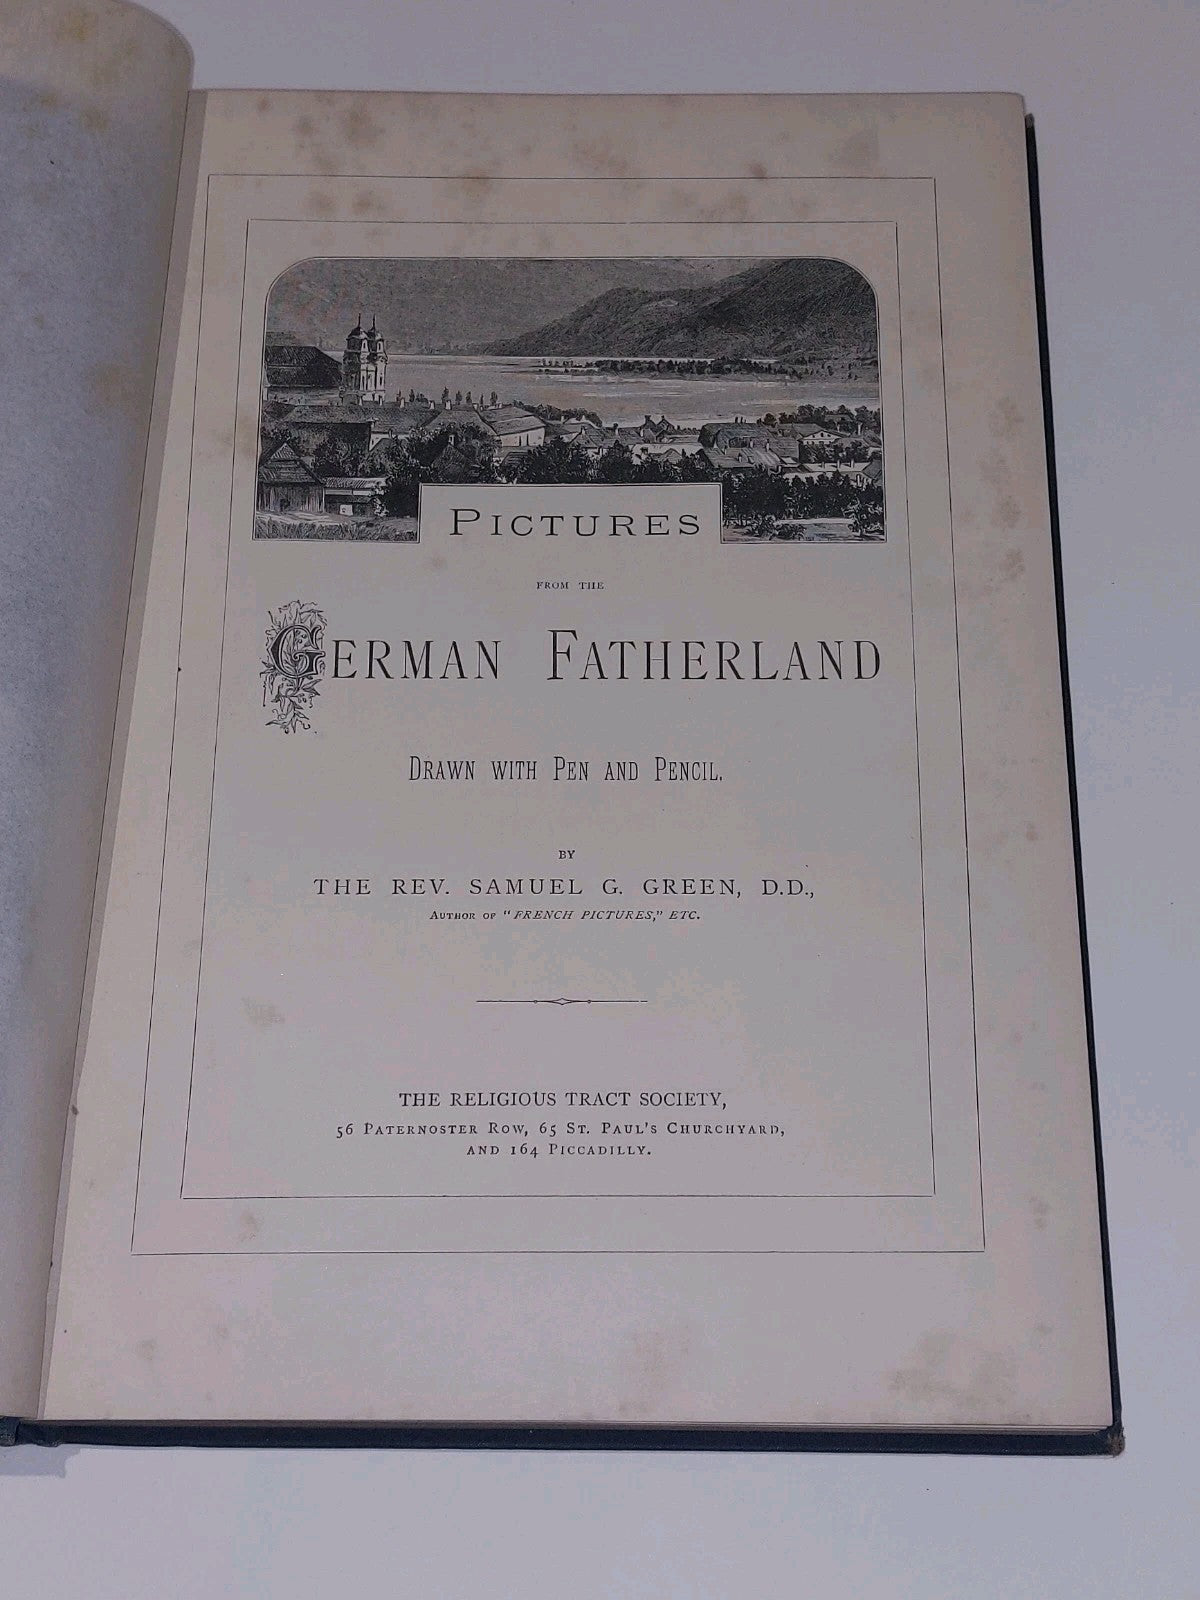 PICTURES
FROM THE
GERMAN FATHERLAND
DRAWN WITH PEN AND PENCIL.
BY
THE REV. SAMUEL G. GREEN, D.D.,
AUTHOR OF "FRENCH PICTURES," ETC.
THE RELIGIOUS TRACT SOCIETY,
56 PATERNOSTER ROW, 65 ST. PAUL'S CHURCHYARD,
AND 164 PICCADILLY.